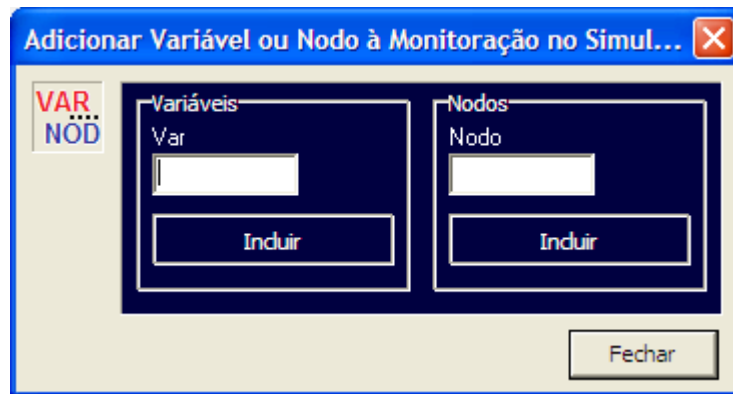 Adicionar Variável ou Nodo à Monitoração no Simul...
VAR
NOD
Variáveis
Nodos
Var
Nodo
Incluir
Incluir
Fechar